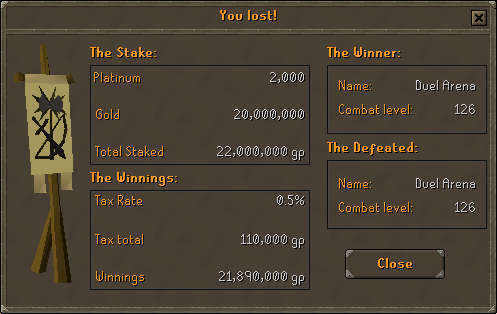 You lost!
The Stake:
Platinum 2,000
Gold 20,000,000
Total Staked 22,000,000 gp
The Winnings:
Tax Rate 0.5%
Tax total 110,000 gp
Winnings 21,890,000 gp
The Winner:
Name: Duel Arena
Combat level: 126
The Defeated:
Name: Duel Arena
Combat level: 126
Close